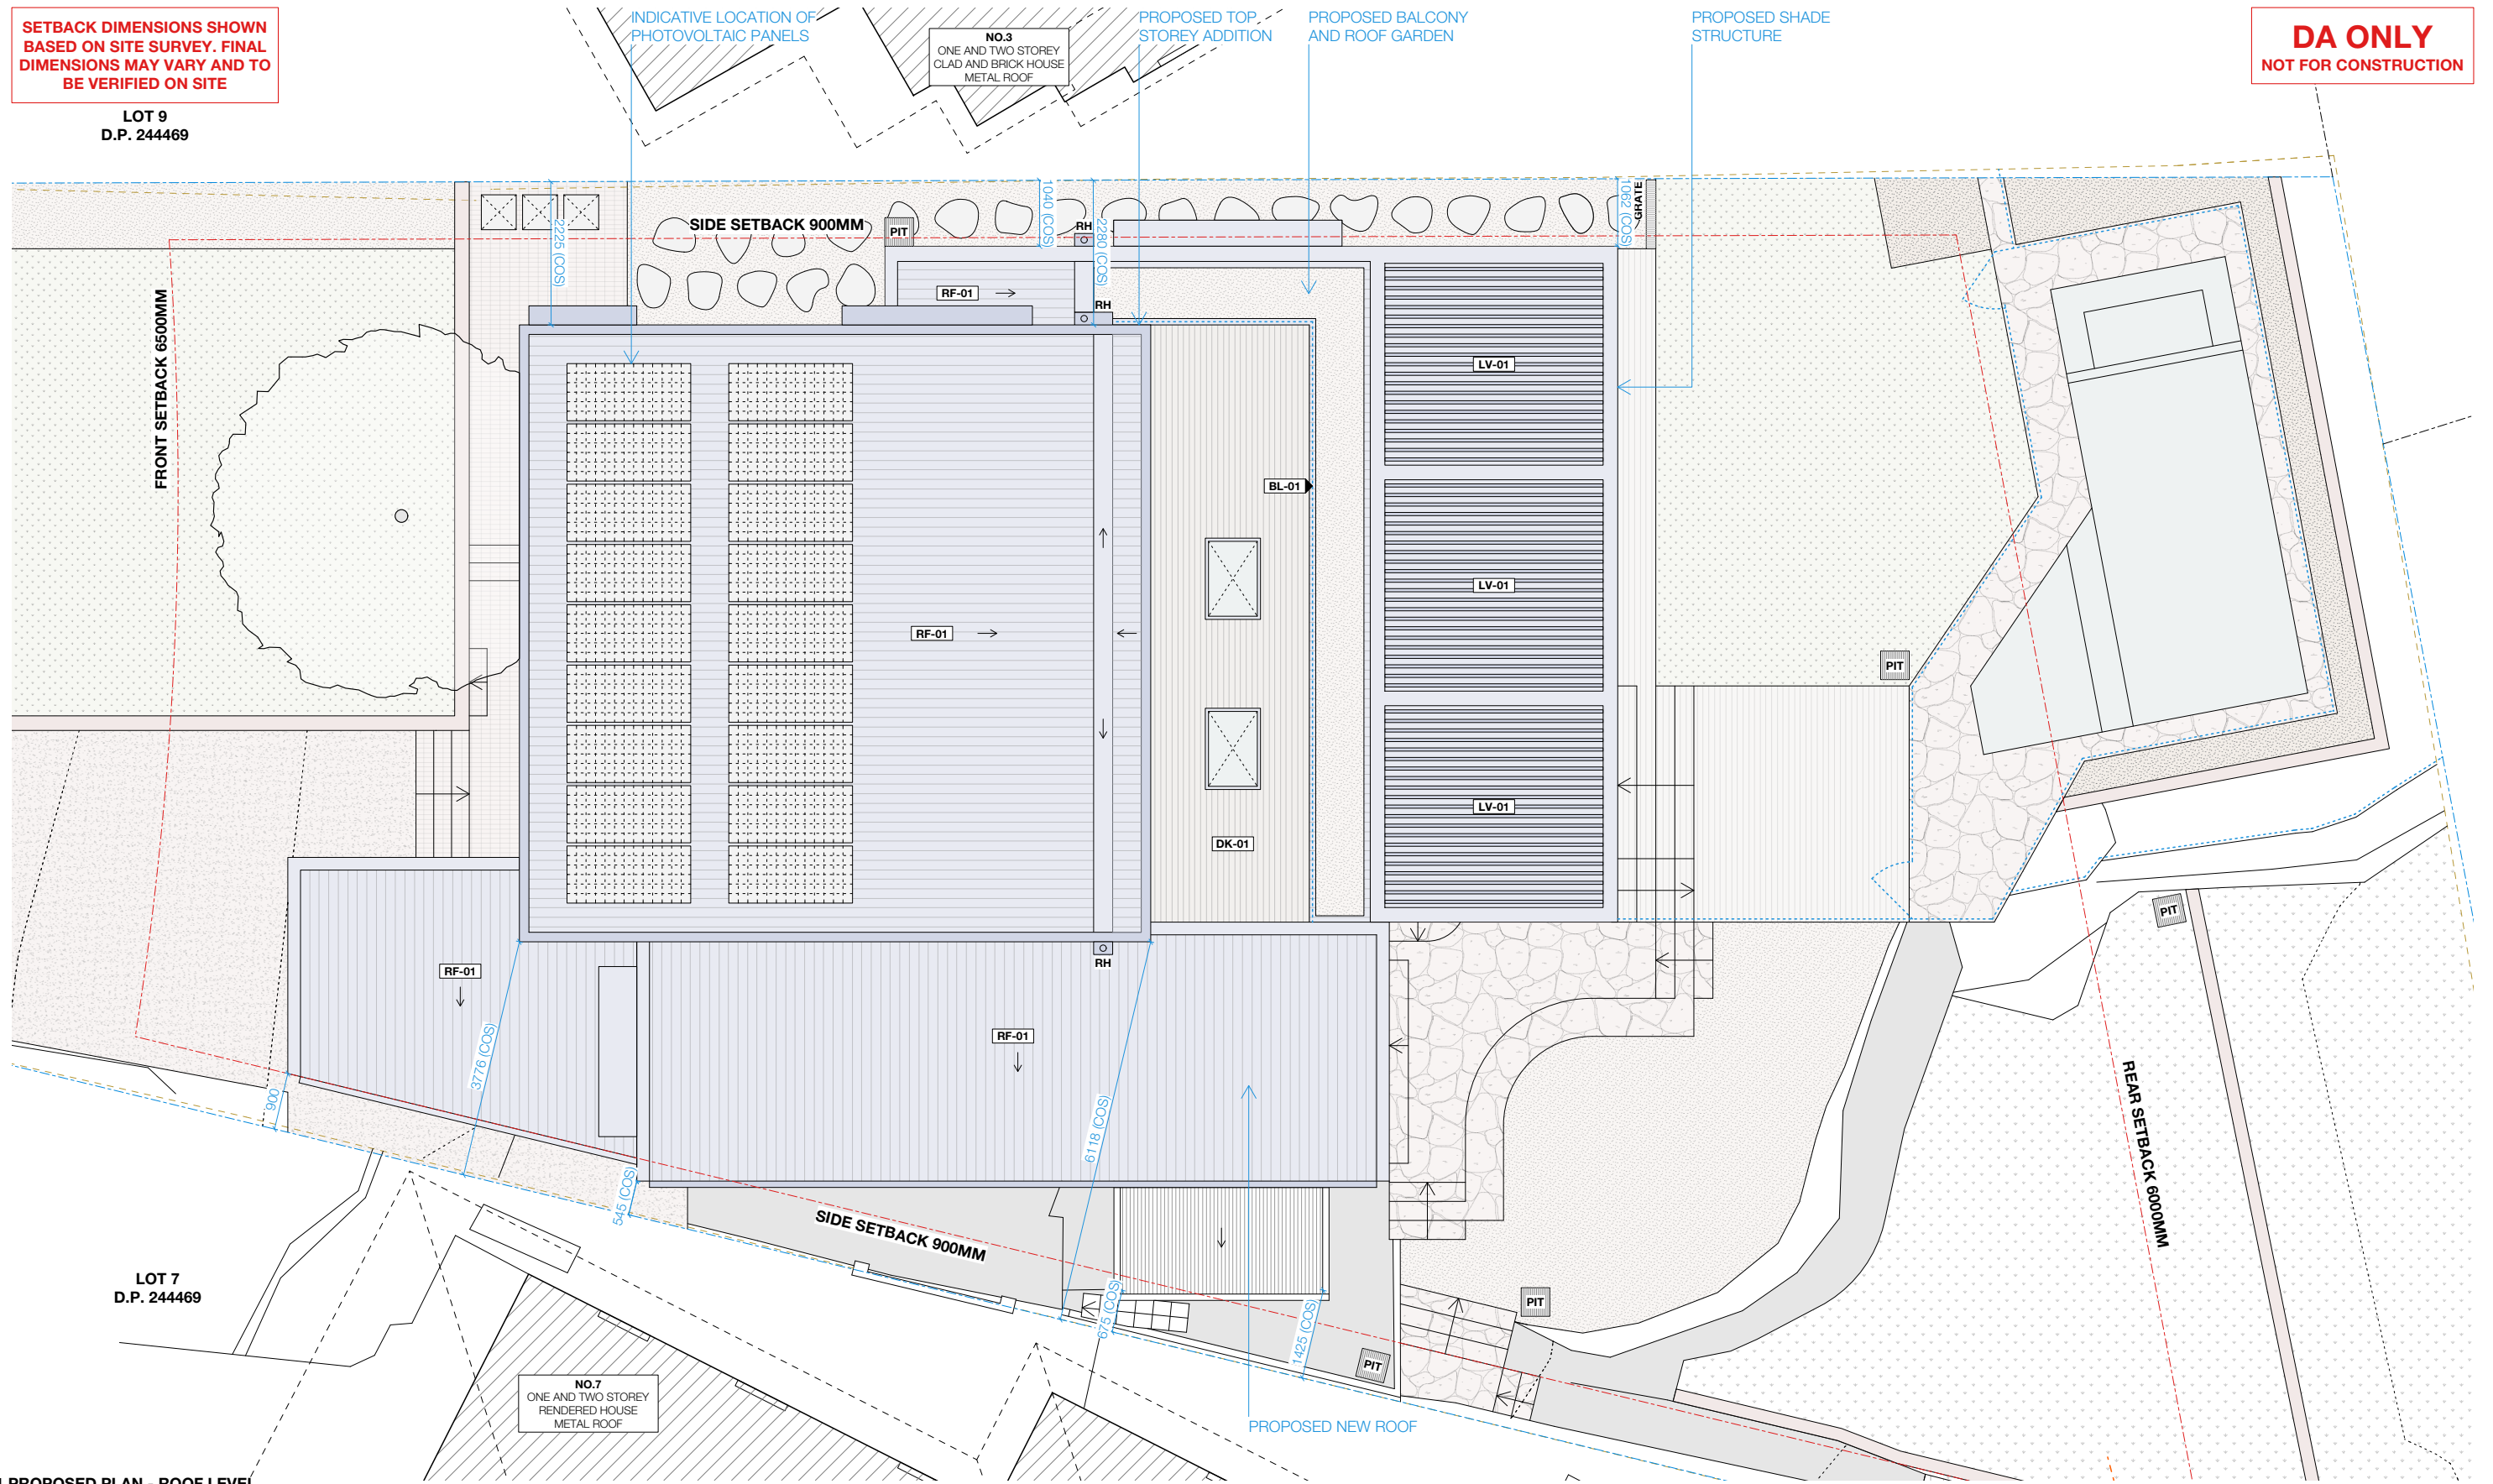 SETBACK DIMENSIONS SHOWN
BASED ON SITE SURVEY. FINAL
DIMENSIONS MAY VARY AND TO
BE VERIFIED ON SITE
INDICATIVE LOCATION OF
PHOTOVOLTAIC PANELS
NO.3
ONE AND TWO STOREY
CLAD AND BRICK HOUSE
METAL ROOF
PROPOSED TOP
STOREY ADDITION
PROPOSED BALCONY
AND ROOF GARDEN
PROPOSED SHADE
STRUCTURE
DA ONLY
NOT FOR CONSTRUCTION
LOT 9
D.P. 244469
2225 (COS)
SIDE SETBACK 900MM
PIT
1040 (COS)
RH
2280 (COS)
1062 (COS)
GRATE
FRONT SETBACK 6500MM
RF-01
RH
LV-01
BL-01
LV-01
RF-01
PIT
LV-01
DK-01
PIT
RF-01
RH
RF-01
3776 (COS)
900
6118 (COS)
545 (COS)
SIDE SETBACK 900MM
REAR SETBACK 6000MM
LOT 7
D.P. 244469
675 (COS)
1425 (COS)
PIT
PIT
NO.7
ONE AND TWO STOREY
RENDERED HOUSE
METAL ROOF
PROPOSED NEW ROOF
PROPOSED PLAN - ROOF LEVEL